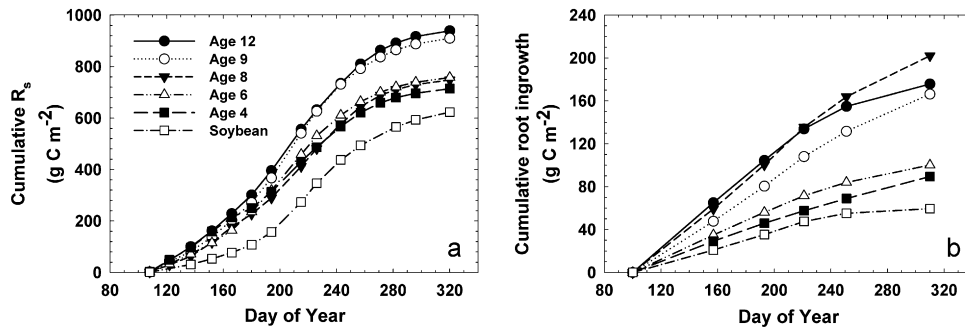 Cumulative Rs
(g C m-2)
1000
800
600
400
200
0
Age 12
Age 9
Age 8
Age 6
Age 4
Soybean
a
80 120 160 200 240 280 320
Day of Year
Cumulative root ingrowth
(g C m-2)
240
200
160
120
80
40
0
b
80 120 160 200 240 280 320
Day of Year